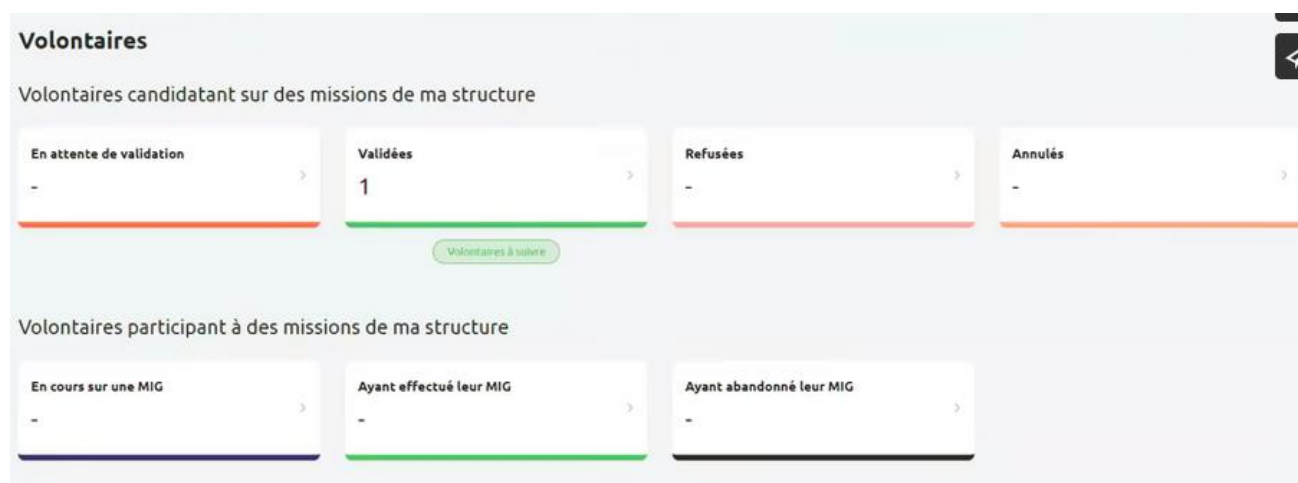 Volontaires
Volontaires candidatant sur des missions de ma structure
En attente de validation
-
Validées
1
Refusées
-
Annulés
-
Volontaires à suivre
Volontaires participant à des missions de ma structure
En cours sur une MIG
-
Ayant effectué leur MIG
-
Ayant abandonné leur MIG
-